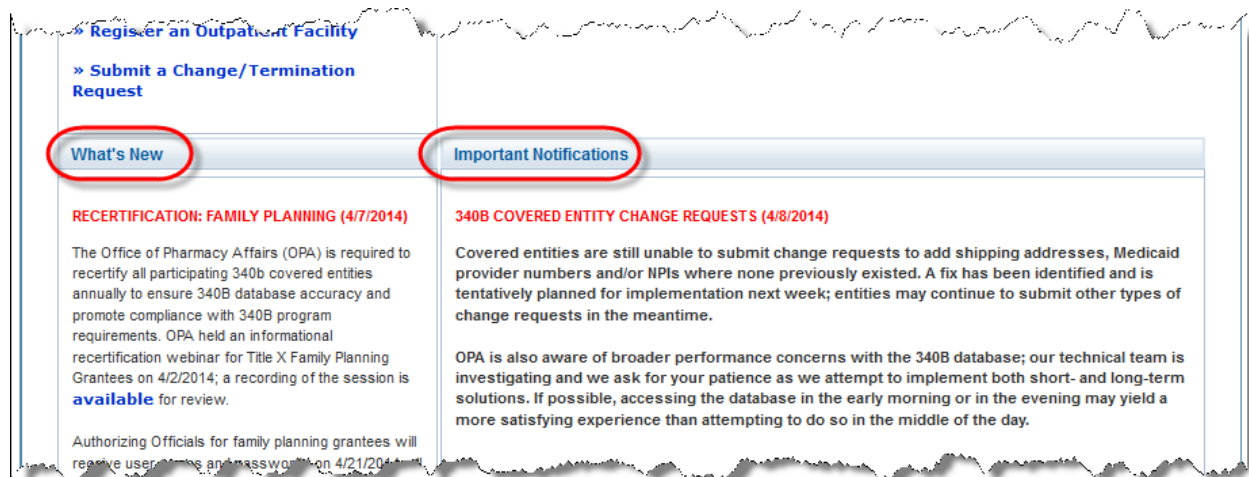 » Register an Outpatient Facility
» Submit a Change/Termination
Request
What's New
RECERTIFICATION: FAMILY PLANNING (4/7/2014)
The Office of Pharmacy Affairs (OPA) is required to
recertify all participating 340b covered entities
annually to ensure 340B database accuracy and
promote compliance with 340B program
requirements. OPA held an informational
recertification webinar for Title X Family Planning
Grantees on 4/2/2014; a recording of the session is
available for review.
Authorizing Officials for family planning grantees will
receive user and on
Important Notifications
340B COVERED ENTITY CHANGE REQUESTS (4/8/2014)
Covered entities are still unable to submit change requests to add shipping addresses, Medicaid
provider numbers and/or NPIs where none previously existed. A fix has been identified and is
tentatively planned for implementation next week; entities may continue to submit other types of
change requests in the meantime.
OPA is also aware of broader performance concerns with the 340B database; our technical team is
investigating and we ask for your patience as we attempt to implement both short- and long-term
solutions. If possible, accessing the database in the early morning or in the evening may yield a
more satisfying experience than attempting to do so in the middle of the day.